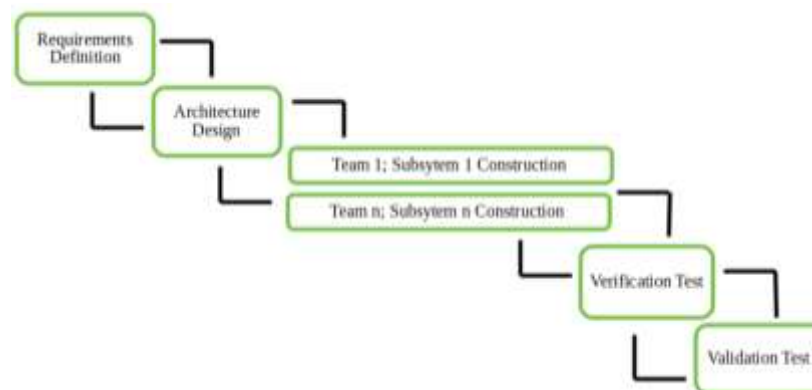 Requirements
Definition
Architecture
Design
Team 1; Subsytem 1 Construction
Team n; Subsytem n Construction
Verification Test
Validation Test